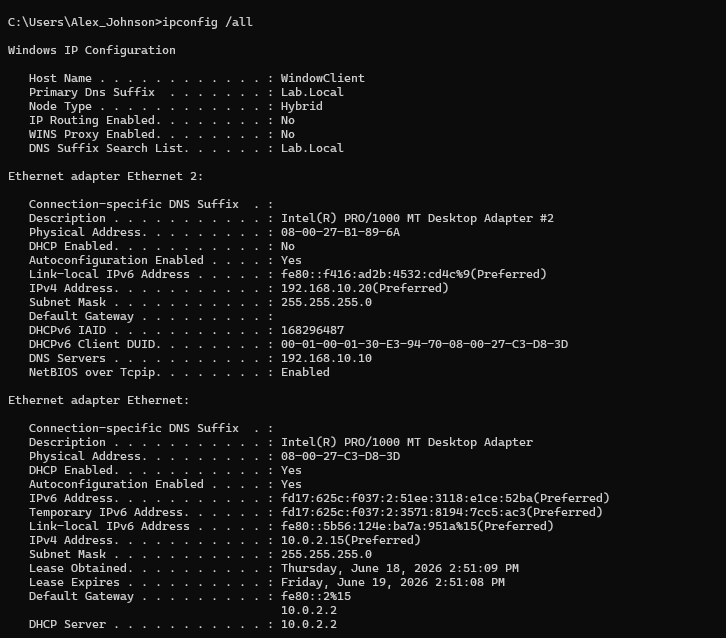 C:\Users\Alex_Johnson>ipconfig /all
Windows IP Configuration
Host Name . . . . . . . . . . . . : WindowClient
Primary Dns Suffix  . . . . . . . : Lab.Local
Node Type . . . . . . . . . . . . : Hybrid
IP Routing Enabled. . . . . . . . : No
WINS Proxy Enabled. . . . . . . . : No
DNS Suffix Search List. . . . . . : Lab.Local
Ethernet adapter Ethernet 2:
Connection-specific DNS Suffix  . :
Description . . . . . . . . . . . : Intel(R) PRO/1000 MT Desktop Adapter #2
Physical Address. . . . . . . . . : 08-00-27-B1-89-6A
DHCP Enabled. . . . . . . . . . . : No
Autoconfiguration Enabled . . . . : Yes
Link-local IPv6 Address . . . . . : fe80::f416:ad2b:4532:cd4c%9(Preferred)
IPv4 Address. . . . . . . . . . . : 192.168.10.20(Preferred)
Subnet Mask . . . . . . . . . . . : 255.255.255.0
Default Gateway . . . . . . . . . :
DHCPv6 IAID . . . . . . . . . . . : 168296487
DHCPv6 Client DUID. . . . . . . . : 00-01-00-01-30-E3-94-70-08-00-27-C3-D8-3D
DNS Servers . . . . . . . . . . . : 192.168.10.10
NetBIOS over Tcpip. . . . . . . . : Enabled
Ethernet adapter Ethernet:
Connection-specific DNS Suffix  . :
Description . . . . . . . . . . . : Intel(R) PRO/1000 MT Desktop Adapter
Physical Address. . . . . . . . . : 08-00-27-C3-D8-3D
DHCP Enabled. . . . . . . . . . . : Yes
Autoconfiguration Enabled . . . . : Yes
IPv6 Address. . . . . . . . . . . : fd17:625c:f037:2:51ee:3118:e1ce:52ba(Preferred)
Temporary IPv6 Address. . . . . . : fd17:625c:f037:2:3571:8194:7cc5:ac3(Preferred)
Link-local IPv6 Address . . . . . : fe80::5b56:124e:ba7a:951a%15(Preferred)
IPv4 Address. . . . . . . . . . . : 10.0.2.15(Preferred)
Subnet Mask . . . . . . . . . . . : 255.255.255.0
Lease Obtained. . . . . . . . . . : Thursday, June 18, 2026 2:51:09 PM
Lease Expires . . . . . . . . . . : Friday, June 19, 2026 2:51:08 PM
Default Gateway . . . . . . . . . : fe80::2%15
10.0.2.2
DHCP Server . . . . . . . . . . . : 10.0.2.2